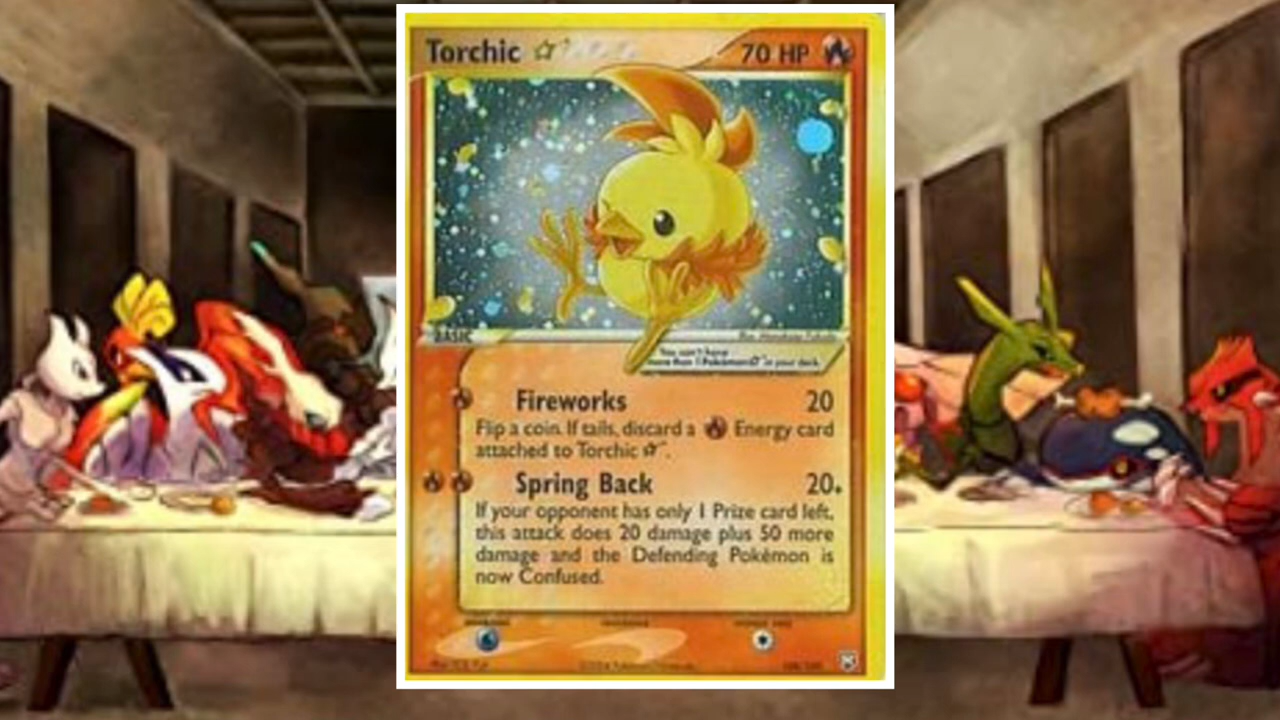 Torchic ☆ 70 HP
BASIC
You can't have
more than 1 Pokémon ☆ in your deck.
Fireworks 20
Flip a coin. If tails, discard a Energy card
attached to Torchic ☆.
Spring Back 20+
If your opponent has only 1 Prize card left,
this attack does 20 damage plus 50 more
damage and the Defending Pokémon is
now Confused.